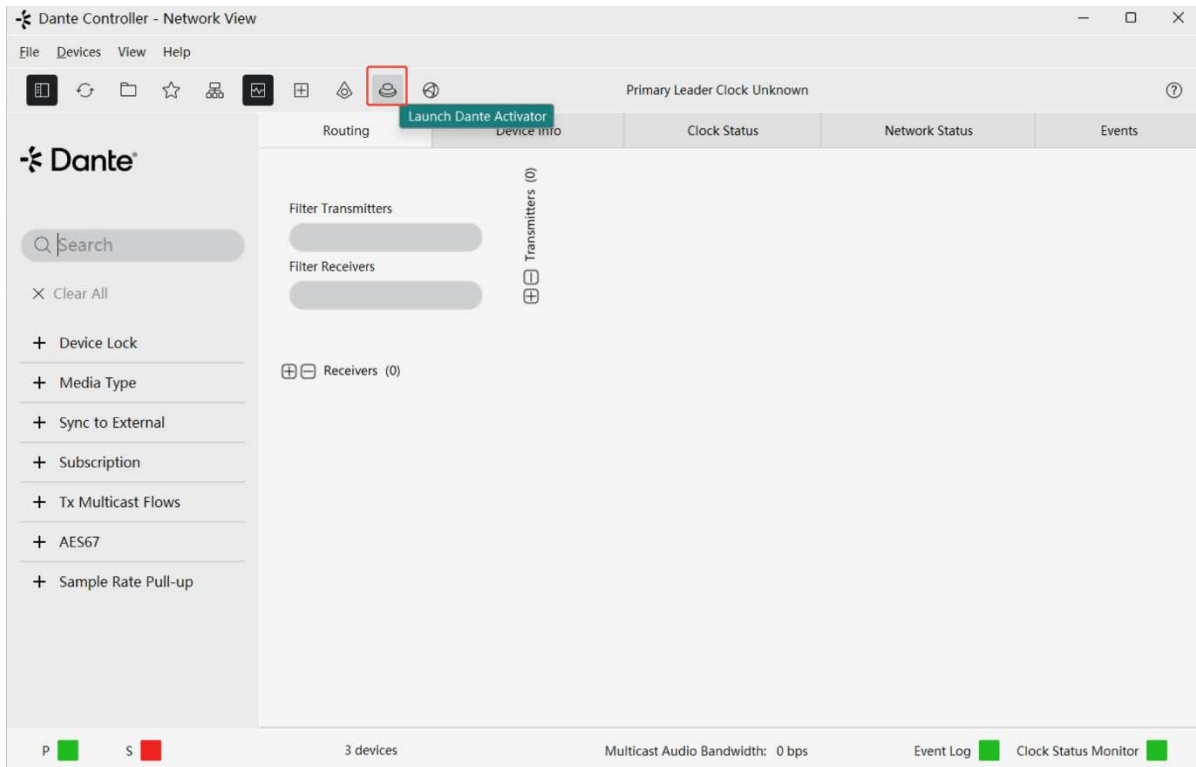 Dante Controller - Network View
File Devices View Help
Primary Leader Clock Unknown
Launch Dante Activator
Routing Device Info Clock Status Network Status Events
Dante
Search
Clear All
Device Lock
Media Type
Sync to External
Subscription
Tx Multicast Flows
AES67
Sample Rate Pull-up
Filter Transmitters
Filter Receivers
Transmitters (0)
Receivers (0)
P S 3 devices Multicast Audio Bandwidth: 0 bps Event Log Clock Status Monitor